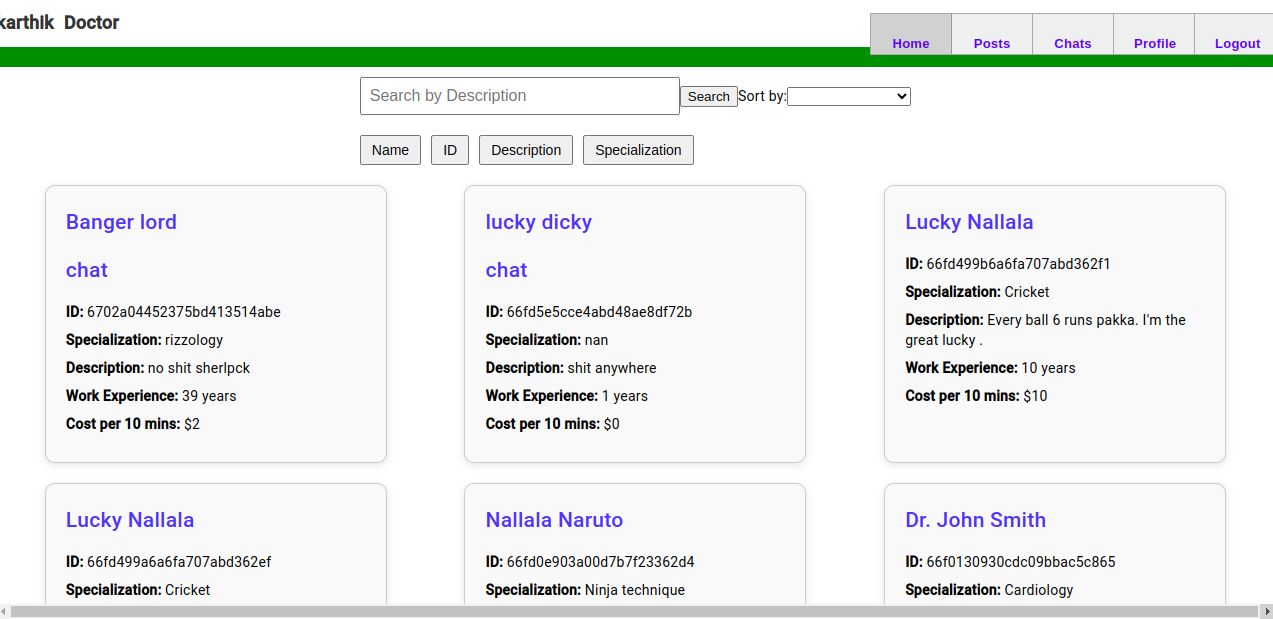 karthik Doctor
Home Posts Chats Profile Logout
Search by Description Search Sort by:
Name ID Description Specialization
Banger lord
chat
ID: 6702a04452375bd413514abe
Specialization: rizzology
Description: no shit sherlpck
Work Experience: 39 years
Cost per 10 mins: $2
lucky dicky
chat
ID: 66fd5e5cce4abd48ae8df72b
Specialization: nan
Description: shit anywhere
Work Experience: 1 years
Cost per 10 mins: $0
Lucky Nallala
ID: 66fd499b6a6fa707abd362f1
Specialization: Cricket
Description: Every ball 6 runs pakka. I'm the
great lucky .
Work Experience: 10 years
Cost per 10 mins: $10
Lucky Nallala
ID: 66fd499a6a6fa707abd362ef
Specialization: Cricket
Nallala Naruto
ID: 66fd0e903a00d7b7f23362d4
Specialization: Ninja technique
Dr. John Smith
ID: 66f0130930cdc09bbac5c865
Specialization: Cardiology